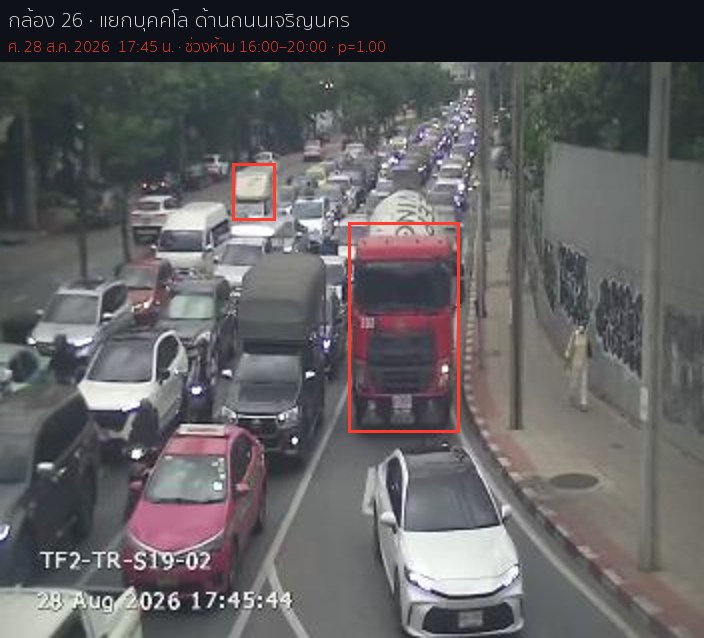 กล้อง 26 · แยกบุคคโล ด้านถนนเจริญนคร
ศ. 28 ส.ค. 2026 17:45 น. · ช่วงห้าม 16:00–20:00 · p=1.00
TF2-TR-S19-02
28 Aug 2026 17:45:44